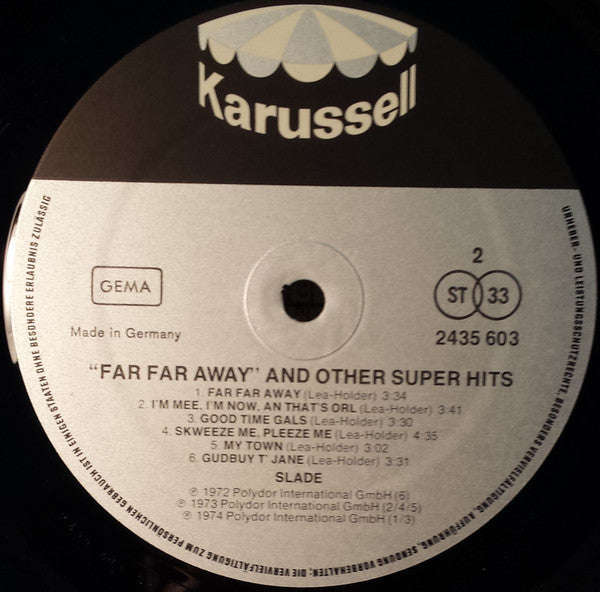 Karussell
GEMA
Made in Germany
2
ST 33
2435 603
"FAR FAR AWAY" AND OTHER SUPER HITS
1. FAR FAR AWAY (Lea-Holder) 3:34
2. I'M MEE, I'M NOW, AN THAT'S ORL (Lea-Holder) 3:41
3. GOOD TIME GALS (Lea-Holder) 3:30
4. SKWEEZE ME, PLEEZE ME (Lea-Holder) 4:35
5. MY TOWN (Lea-Holder) 3:02
6. GUDBUY T' JANE (Lea-Holder) 3:31
SLADE
℗ 1972 Polydor International GmbH (6)
℗ 1973 Polydor International GmbH (2/4/5)
℗ 1974 Polydor International GmbH (1/3)
URHEBER- UND LEISTUNGSSCHUTZRECHTE, BESONDERS VERVIELFÄLTIGUNG, AUFFÜHRUNG, SENDUNG VORBEHALTEN; DIE VERVIELFÄLTIGUNG ZUM PERSÖNLICHEN GEBRAUCH IST IN EINIGEN STATEN OHNE BESONDERE ERLAUBNIS ZULÄSSIG